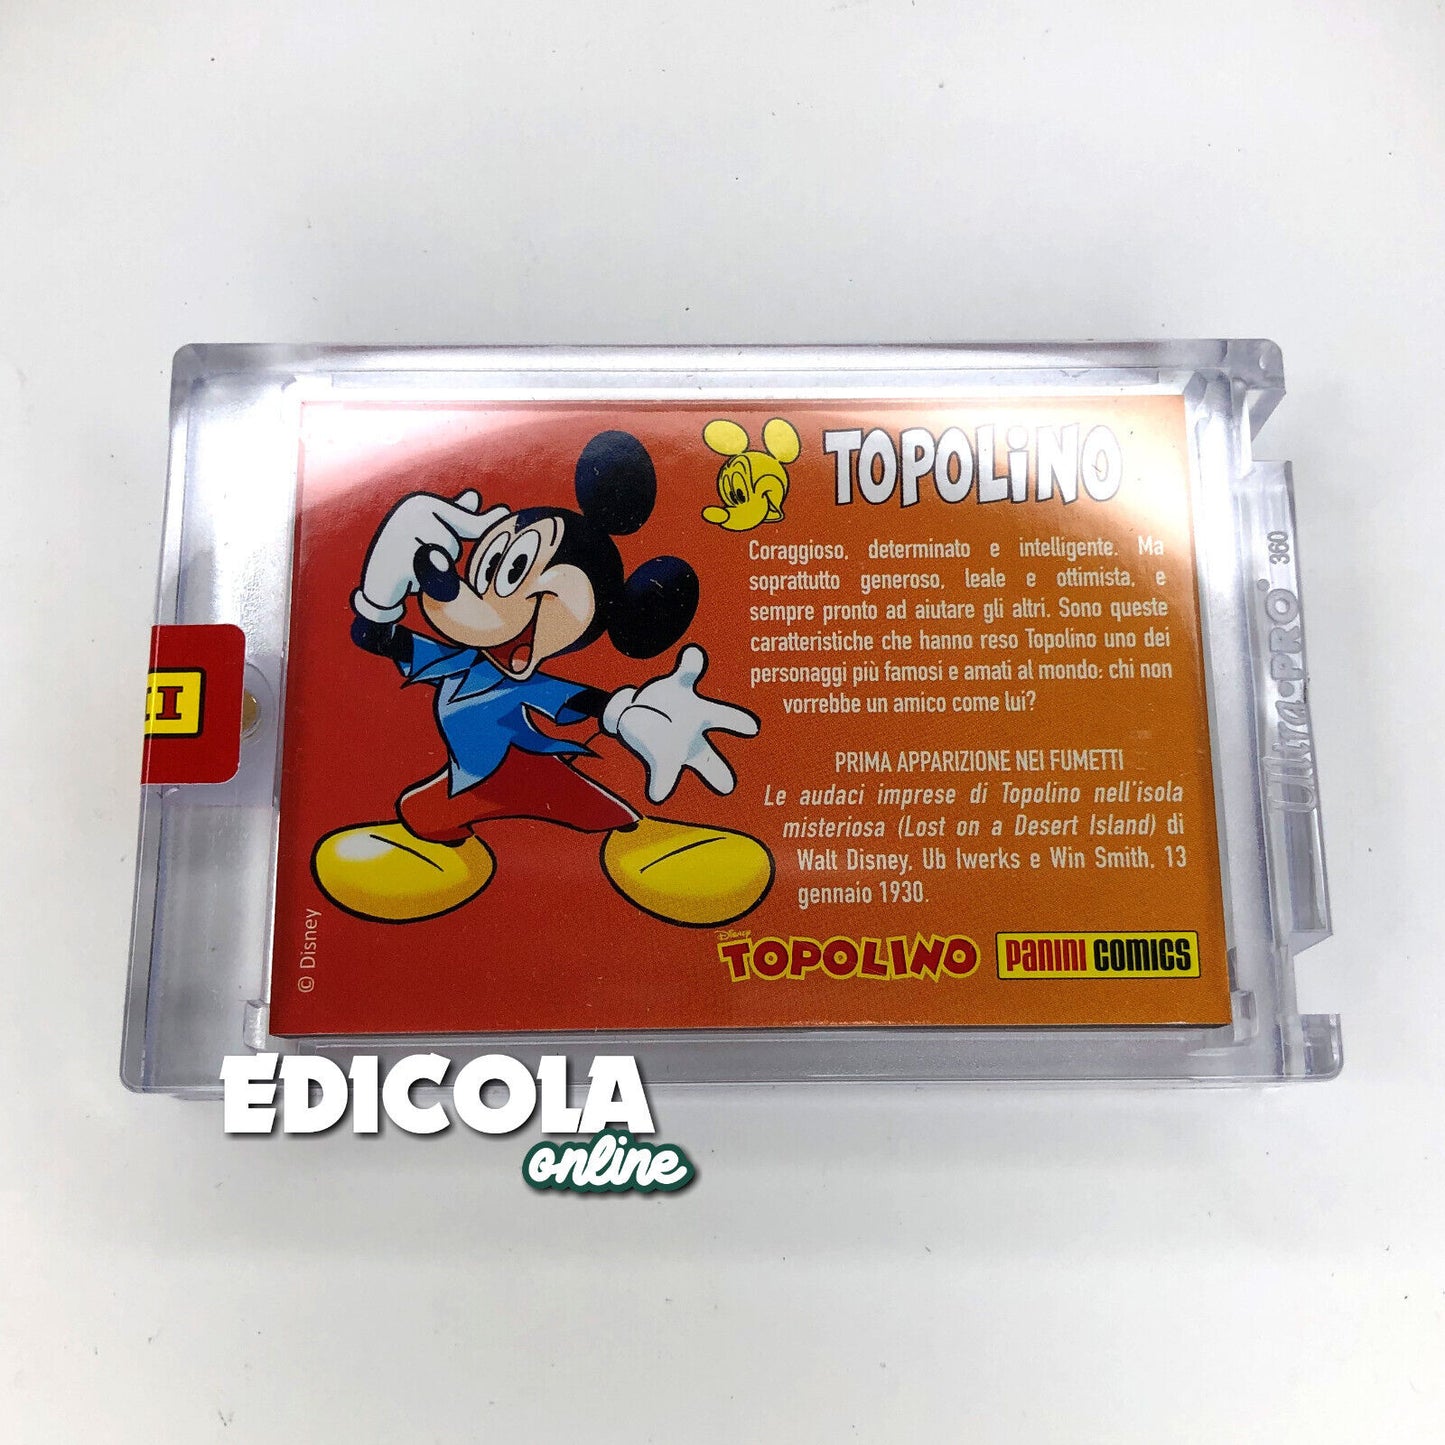 TOPOLiNO
Coraggioso, determinato e intelligente. Ma
soprattutto generoso, leale e ottimista, e
sempre pronto ad aiutare gli altri. Sono queste
caratteristiche che hanno reso Topolino uno dei
personaggi più famosi e amati al mondo: chi non
vorrebbe un amico come lui?
PRIMA APPARIZIONE NEI FUMETTI
Le audaci imprese di Topolino nell'isola
misteriosa (Lost on a Desert Island) di
Walt Disney, Ub Iwerks e Win Smith, 13
gennaio 1930.
© Disney
Disney
TOPOLINO
PANINI COMICS
Ultra·PRO® 360
EDICOLA
online